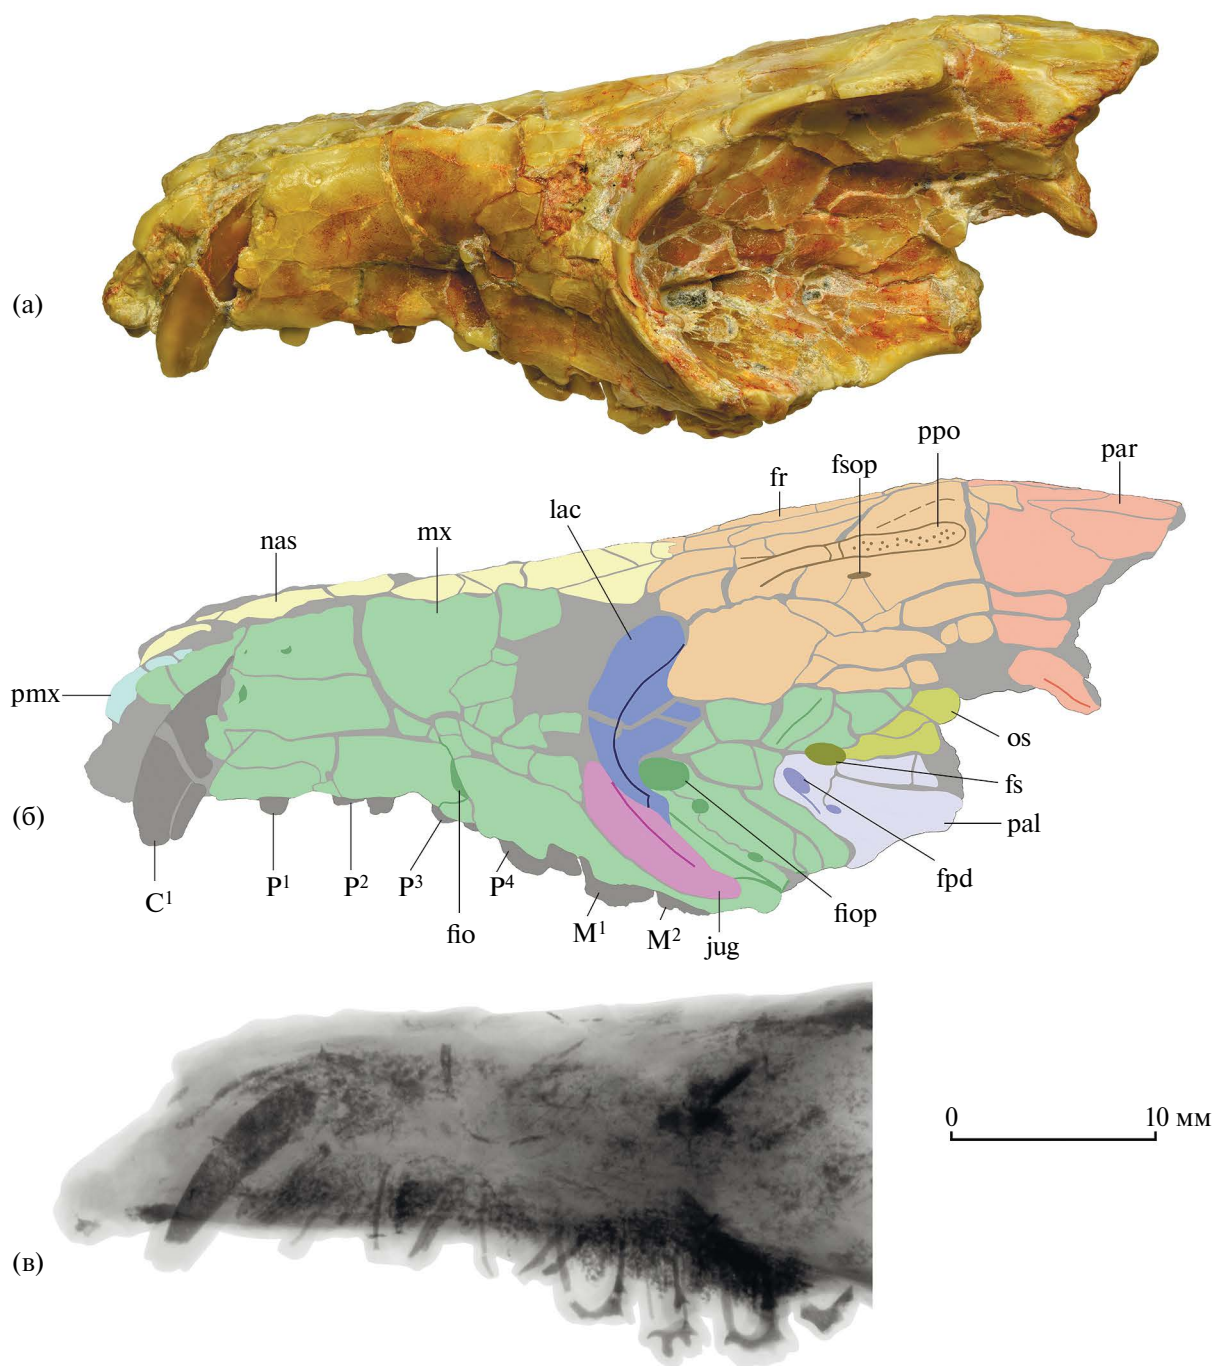 (а)
ppo
fsop
par
fr
lac
mx
nas
pmx
os
fs
(б)
pal
fpd
C¹
P¹
P²
P³
P⁴
fio
M¹
M²
jug
fiop
0
10 мм
(в)